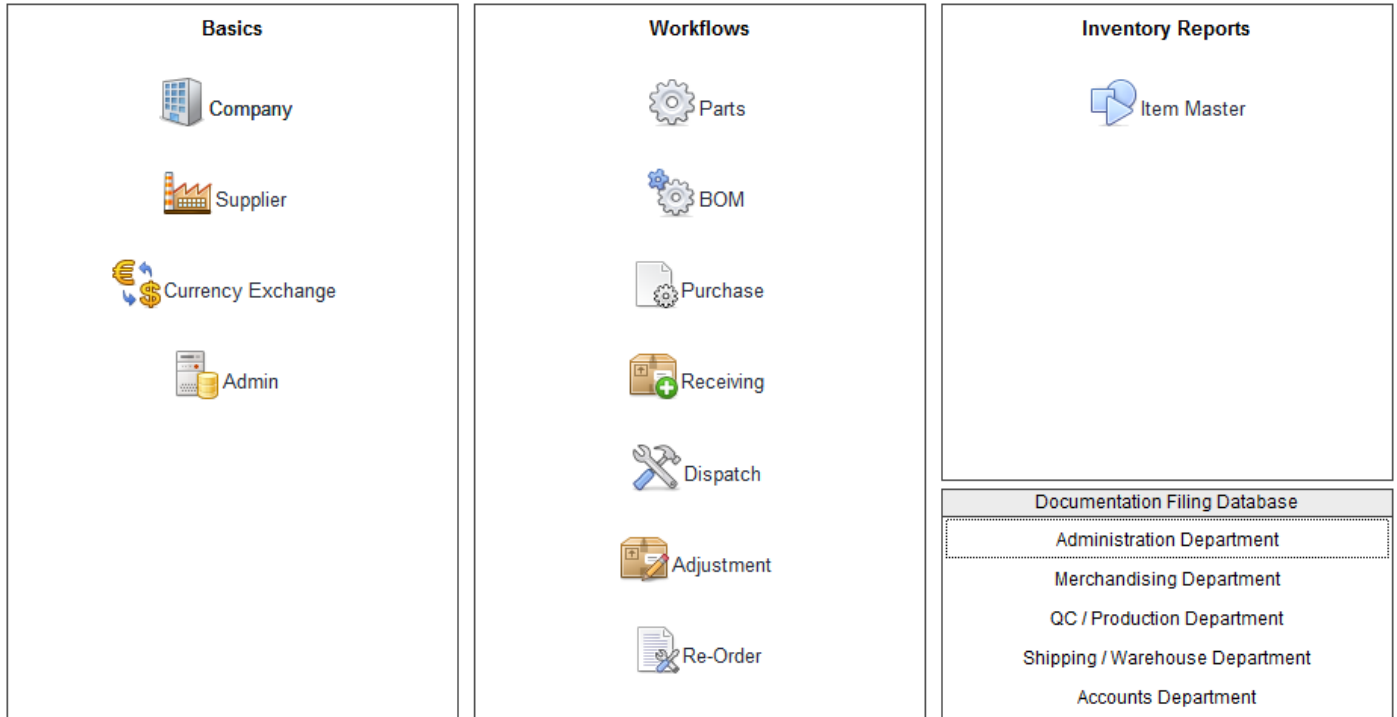 Basics
Company
Supplier
Currency Exchange
Admin
Workflows
Parts
BOM
Purchase
Receiving
Dispatch
Adjustment
Re-Order
Inventory Reports
Item Master
Documentation Filing Database
Administration Department
Merchandising Department
QC / Production Department
Shipping / Warehouse Department
Accounts Department